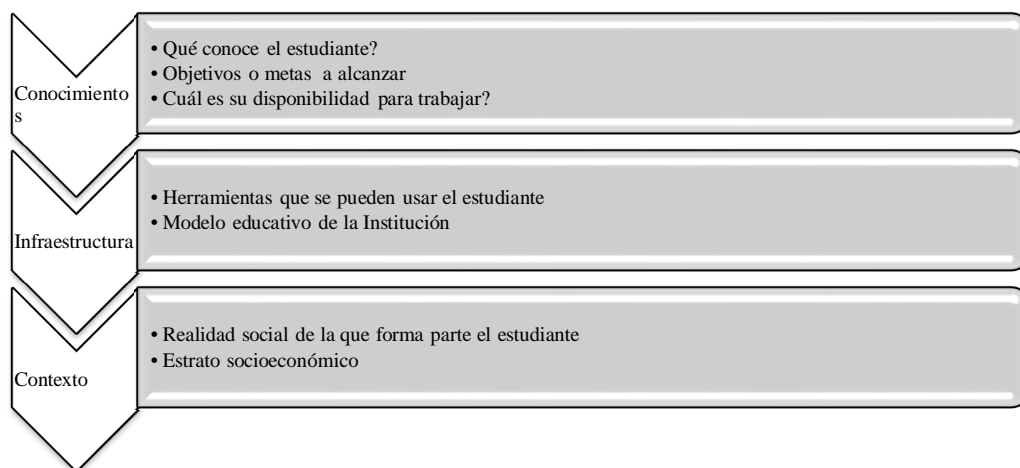 Conocimiento
s
• Qué conoce el estudiante?
• Objetivos o metas a alcanzar
• Cuál es su disponibilidad para trabajar?
Infraestructura
• Herramientas que se pueden usar el estudiante
• Modelo educativo de la Institución
Contexto
• Realidad social de la que forma parte el estudiante
• Estrato socioeconómico